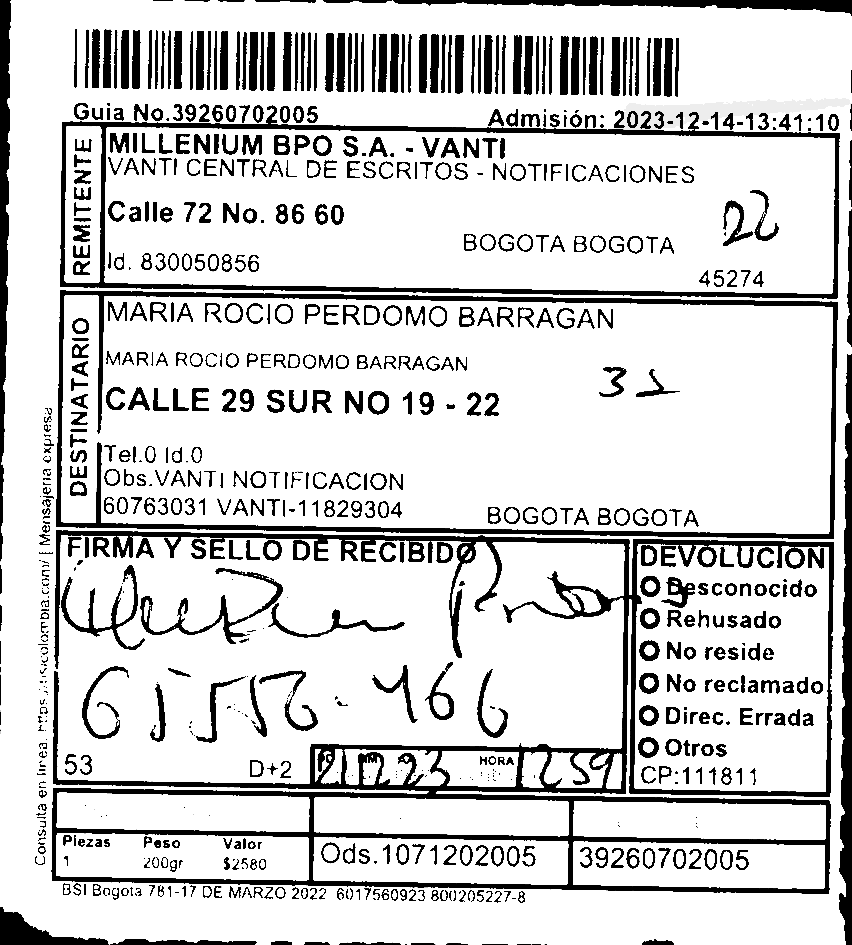 Guia No.39260702005
Admisión: 2023-12-14-13:41:10
REMITENTE
MILLENIUM BPO S.A. - VANTI
VANTI CENTRAL DE ESCRITOS - NOTIFICACIONES
Calle 72 No. 86 60
BOGOTA BOGOTA
22
Id. 830050856
45274
DESTINATARIO
MARIA ROCIO PERDOMO BARRAGAN
MARIA ROCIO PERDOMO BARRAGAN
31
CALLE 29 SUR NO 19 - 22
Tel.0 Id.0
Obs.VANTI NOTIFICACION
60763031 VANTI-11829304
BOGOTA BOGOTA
FIRMA Y SELLO DE RECIBIDO
466
53
D+2
HORA
1259
DEVOLUCION
Desconocido
Rehusado
No reside
No reclamado
Direc. Errada
Otros
CP:111811
Piezas Peso Valor
1 200gr $2580
Ods.1071202005
39260702005
BSI Bogota 781-17 DE MARZO 2022 6017560923 800205227-8